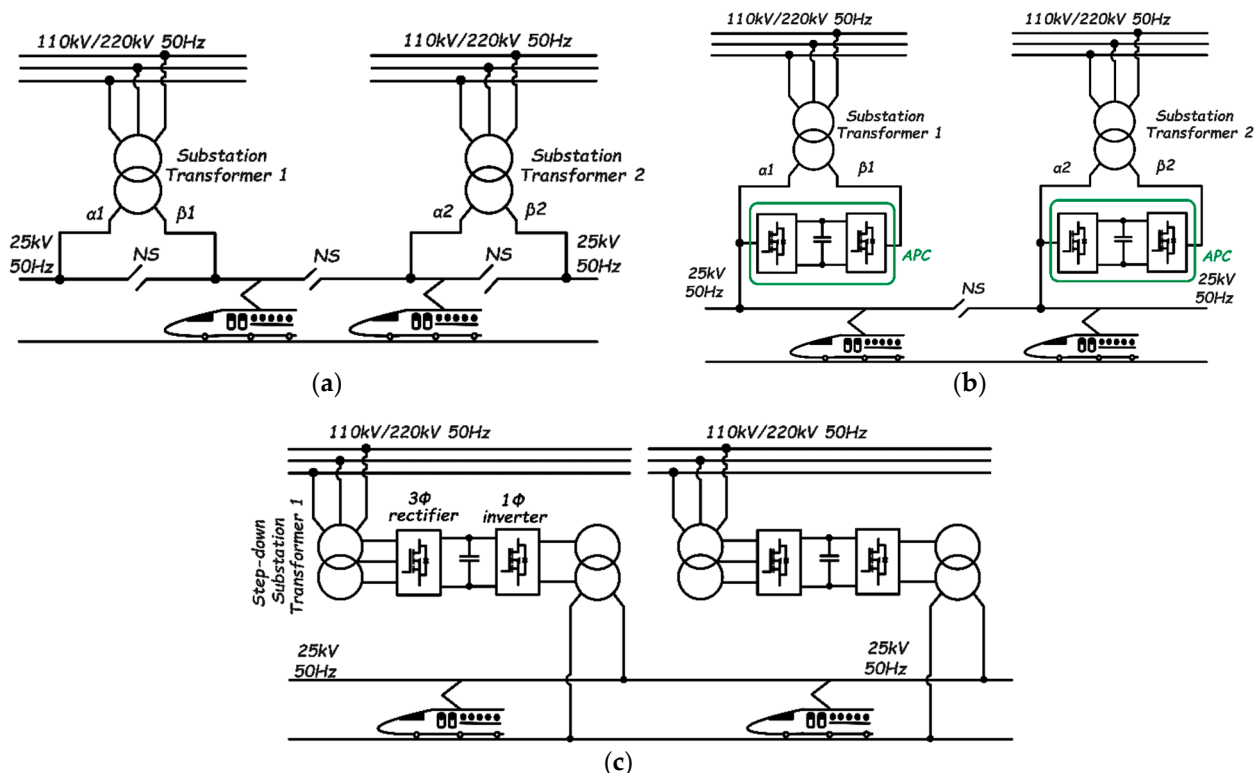 110kV/220kV 50Hz
110kV/220kV 50Hz
Substation
Transformer 1
Substation
Transformer 2
α1
β1
α2
β2
25kV
50Hz
NS
NS
NS
25kV
50Hz
(a)
110kV/220kV 50Hz
110kV/220kV 50Hz
Substation
Transformer 1
Substation
Transformer 2
α1
β1
α2
β2
APC
APC
25kV
50Hz
NS
25kV
50Hz
(b)
110kV/220kV 50Hz
110kV/220kV 50Hz
Step-down
Substation
Transformer 1
3Φ
rectifier
1Φ
inverter
25kV
50Hz
25kV
50Hz
(c)